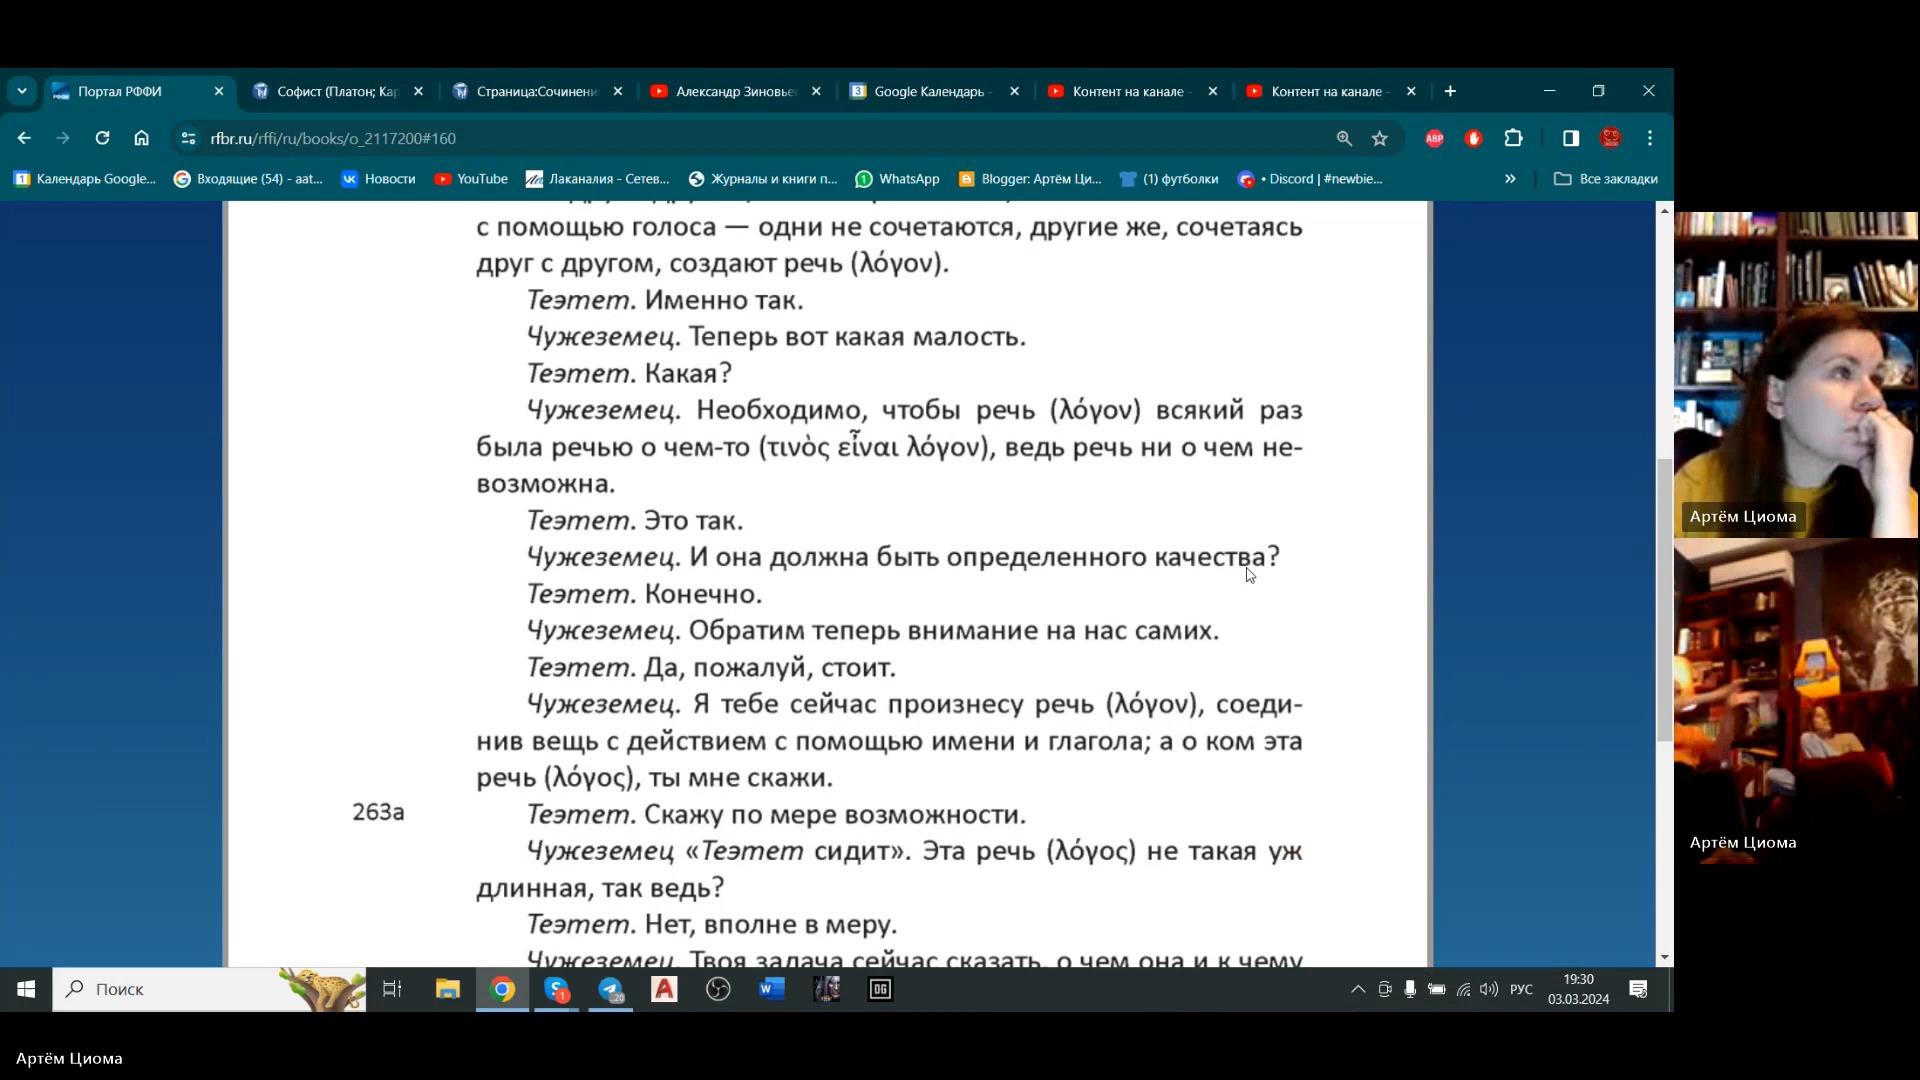 Портал РФФИ
Софист (Платон; Кар
Страница:Сочинени
Александр Зиновье
Google Календарь -
Контент на канале -
Контент на канале -
rfbr.ru/rffi/ru/books/o_2117200#160
Календарь Google...
Входящие (54) - aat...
Новости
YouTube
Лаканалия - Сетев...
Журналы и книги п...
WhatsApp
Blogger: Артём Ци...
(1) футболки
• Discord | #newbie...
»
Все закладки
с помощью голоса — одни не сочетаются, другие же, сочетаясь
друг с другом, создают речь (λόγον).
Теэтет. Именно так.
Чужеземец. Теперь вот какая малость.
Теэтет. Какая?
Чужеземец. Необходимо, чтобы речь (λόγον) всякий раз
была речью о чем-то (τινὸς εἶναι λόγον), ведь речь ни о чем не-
возможна.
Теэтет. Это так.
Чужеземец. И она должна быть определенного качества?
Теэтет. Конечно.
Чужеземец. Обратим теперь внимание на нас самих.
Теэтет. Да, пожалуй, стоит.
Чужеземец. Я тебе сейчас произнесу речь (λόγον), соеди-
нив вещь с действием с помощью имени и глагола; а о ком эта
речь (λόγος), ты мне скажи.
263a
Теэтет. Скажу по мере возможности.
Чужеземец «Теэтет сидит». Эта речь (λόγος) не такая уж
длинная, так ведь?
Теэтет. Нет, вполне в меру.
Чужеземец. Твоя задача сейчас сказать, о чем она и к чему
Артём Циома
Артём Циома
Поиск
РУС
19:30
03.03.2024
Артём Циома